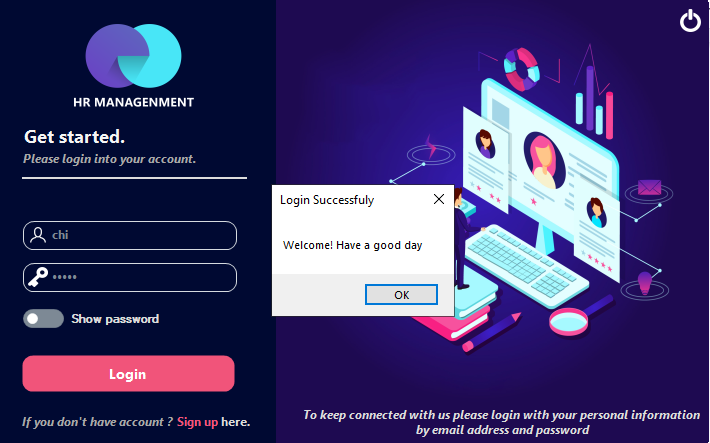 HR MANAGENMENT
Get started.
Please login into your account.
chi
•••••
Show password
Login
If you don't have account ? Sign up here.
Login Successfuly
Welcome! Have a good day
OK
To keep connected with us please login with your personal information
by email address and password